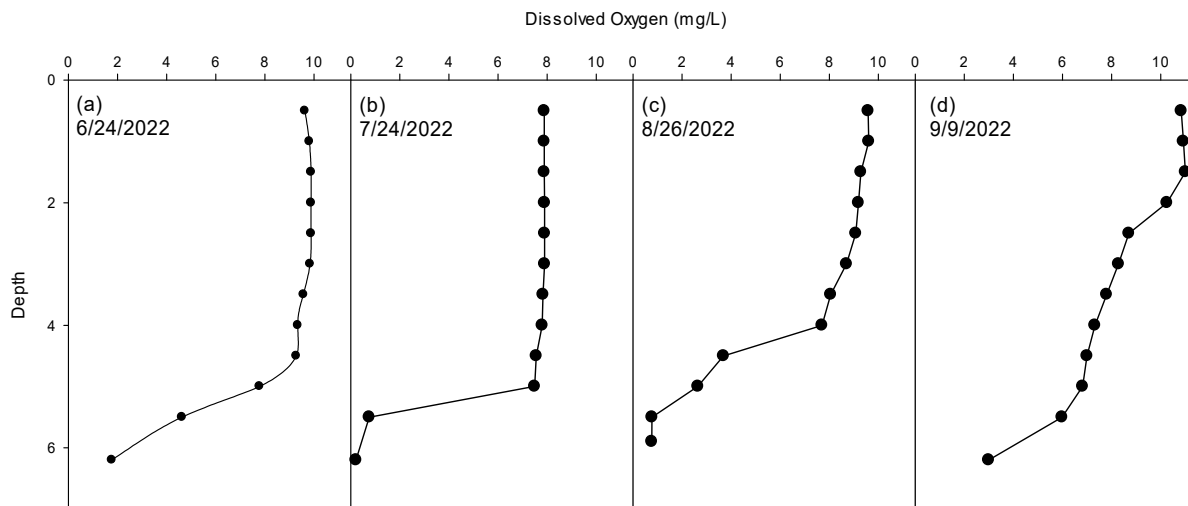 Dissolved Oxygen (mg/L)
0 2 4 6 8 10 0 2 4 6 8 10 0 2 4 6 8 10 0 2 4 6 8 10
0
(a)
6/24/2022
(b)
7/24/2022
(c)
8/26/2022
(d)
9/9/2022
2
Depth
4
6